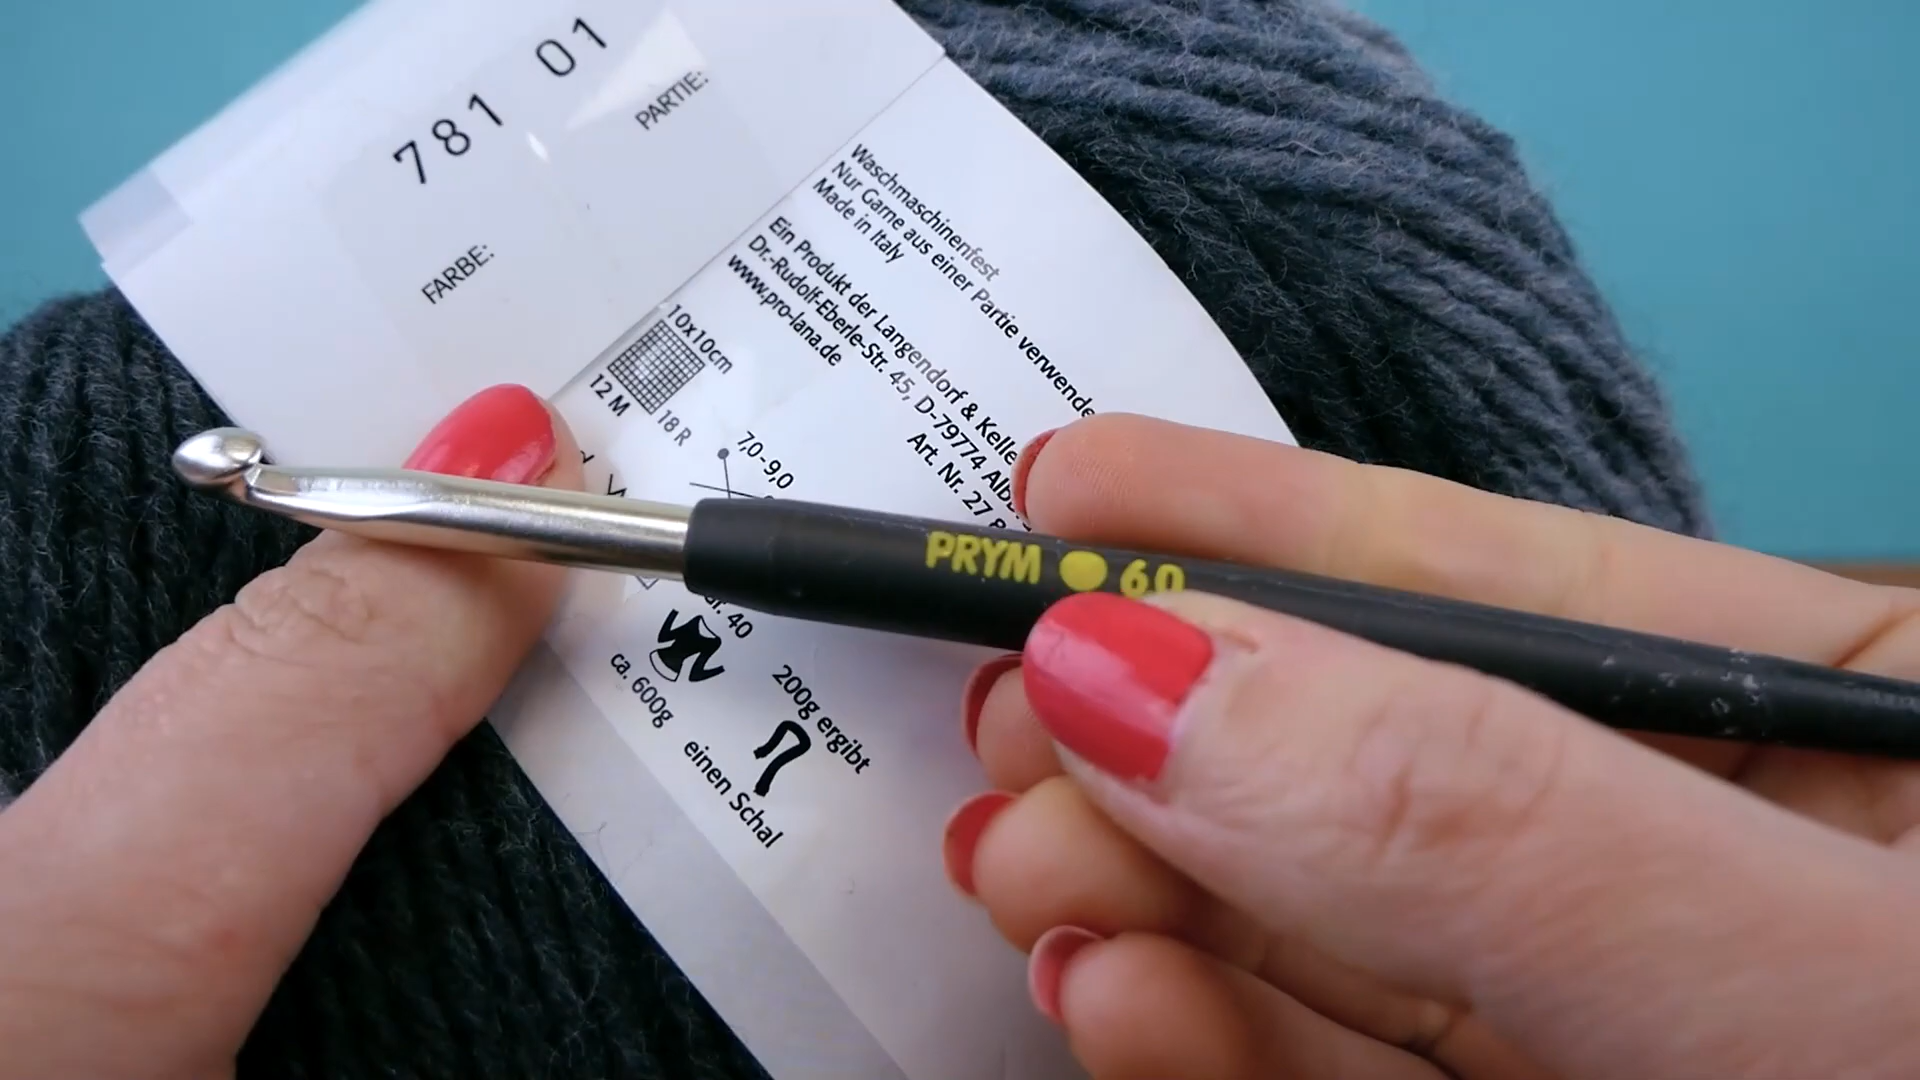 781 01
FARBE:
PARTIE:
Waschmaschinenfest
Nur Garne aus einer Partie verwende
Made in Italy
Ein Produkt der Langendorf & Kelle
Dr.-Rudolf-Eberle-Str. 45, D-79774 Alb
www.pro-lana.de
Art. Nr. 27
10x10cm
12 M
18 R
7,0-9,0
PRYM 6.0
40
ca. 600g
200g ergibt
einen Schal